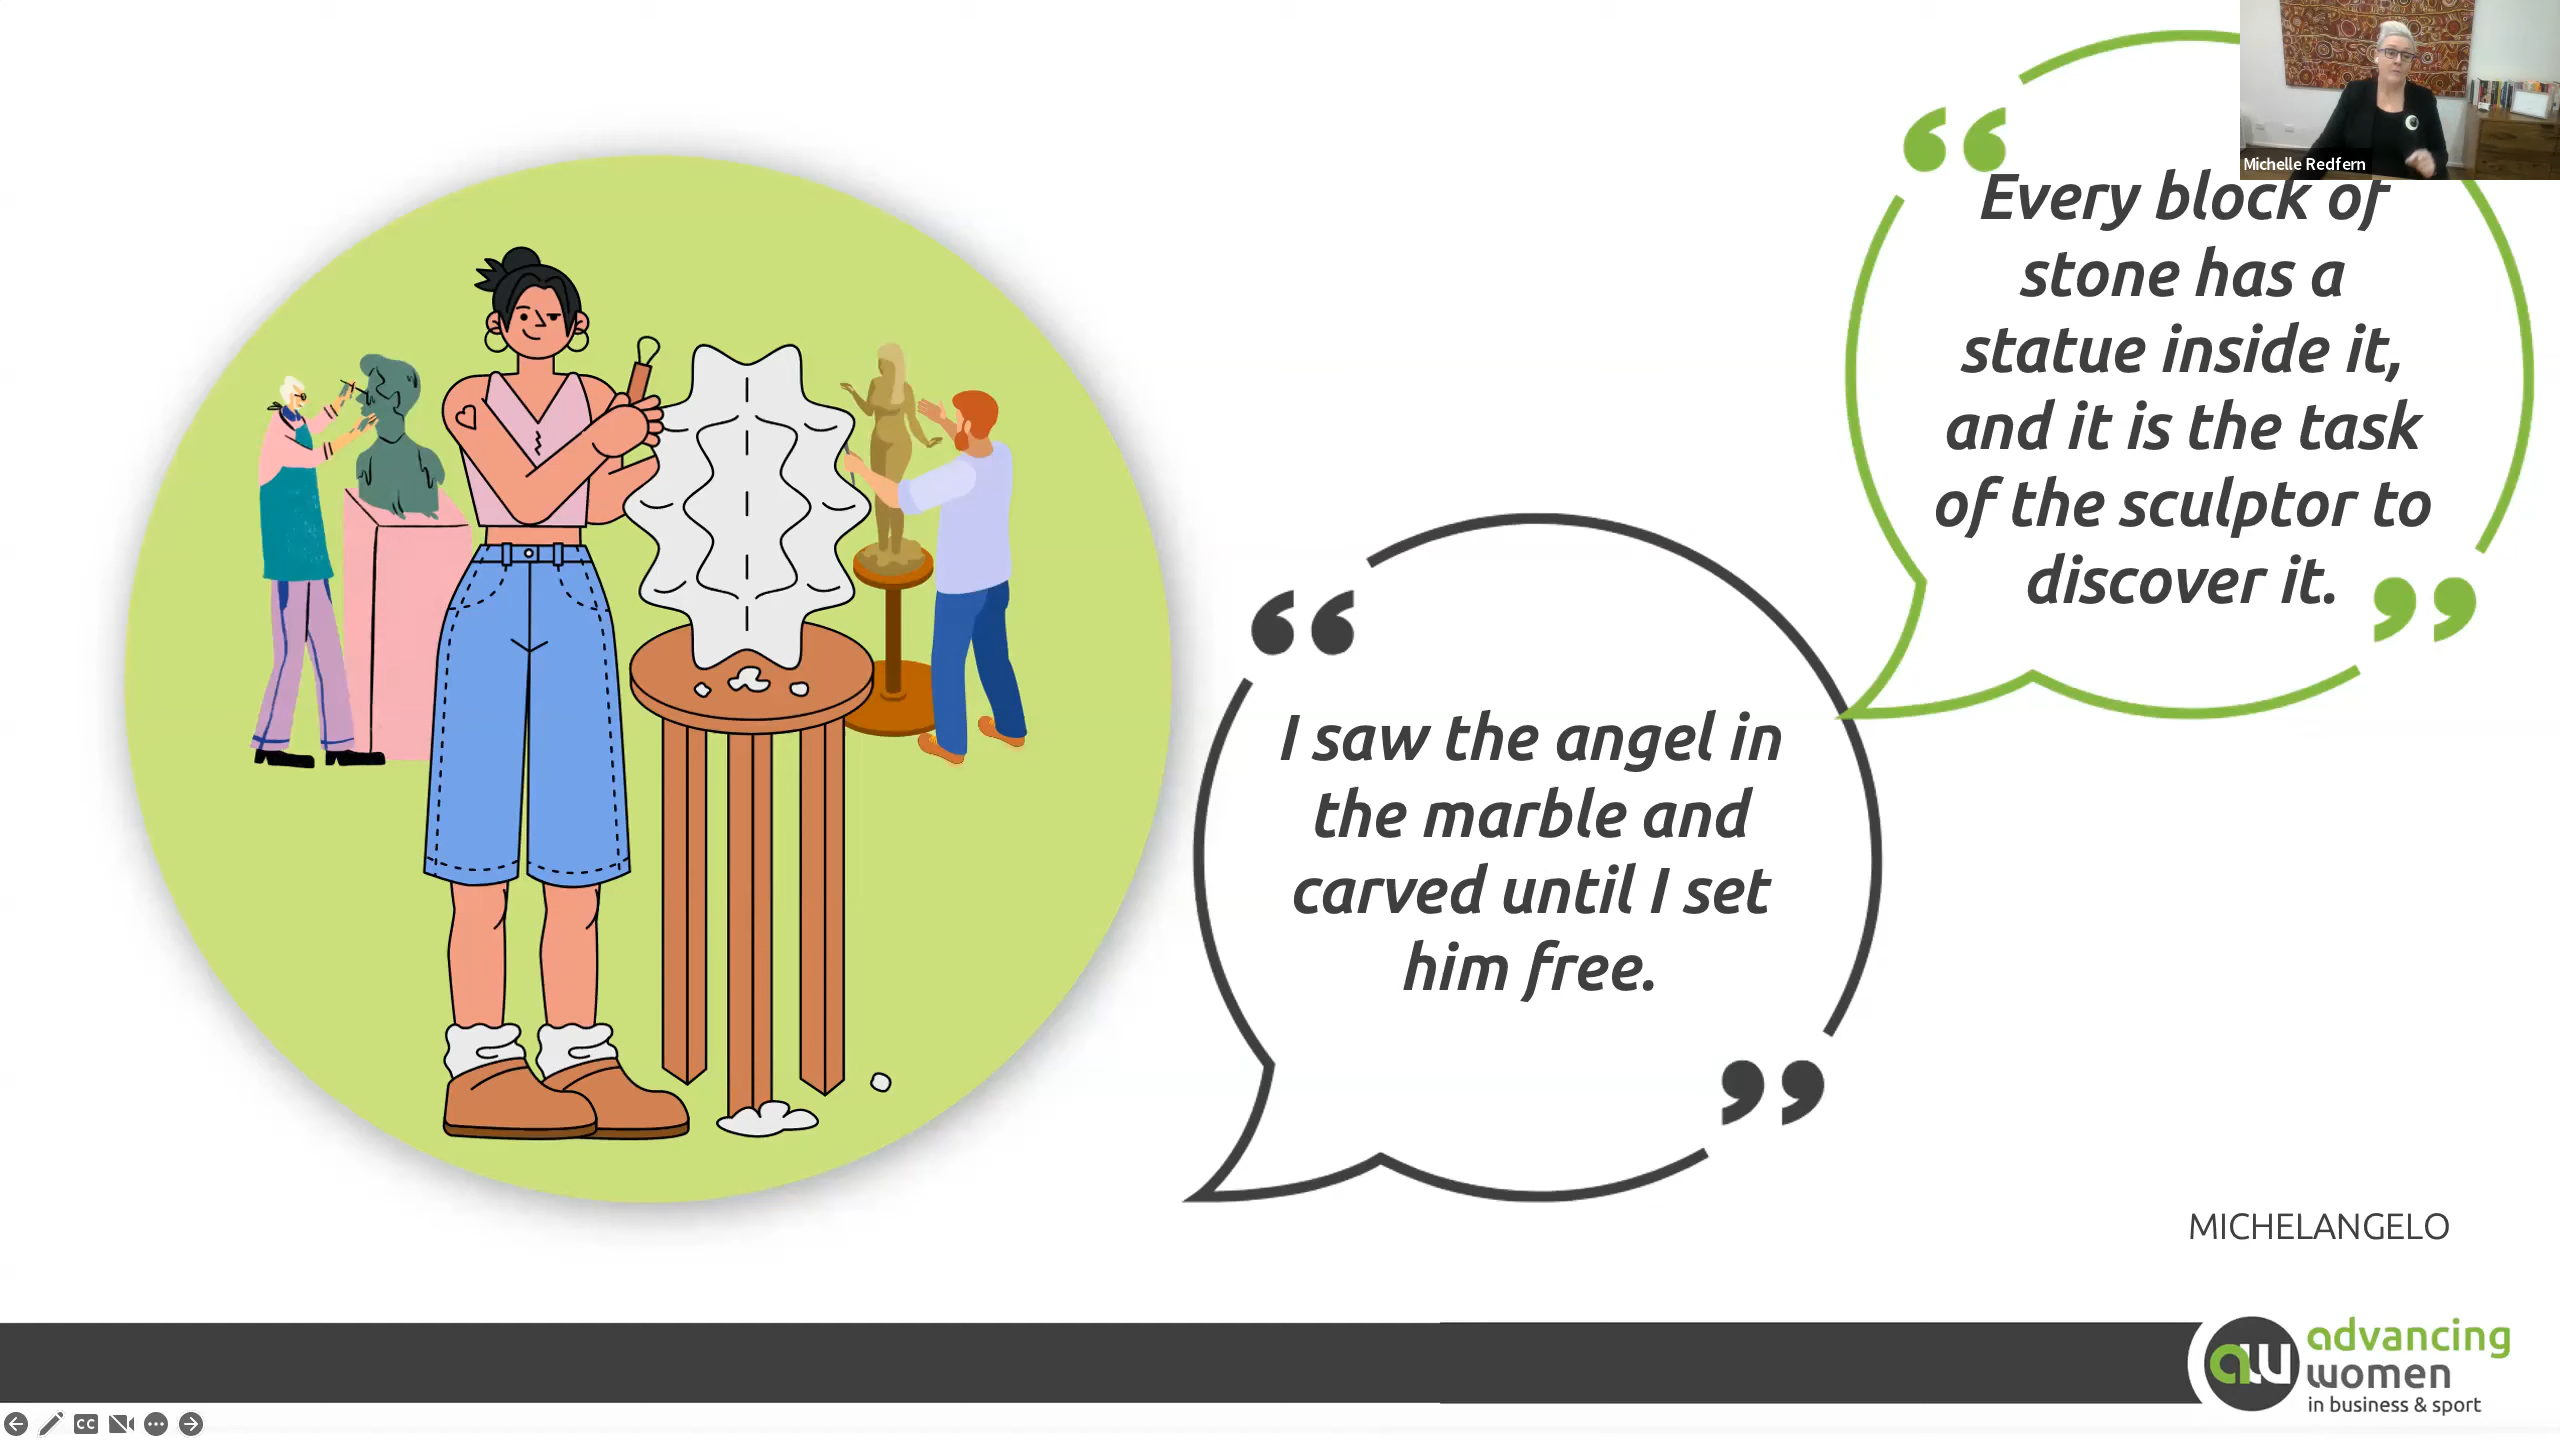 Michelle Redfern
Every block of
stone has a
statue inside it,
and it is the task
of the sculptor to
discover it.
I saw the angel in
the marble and
carved until I set
him free.
MICHELANGELO
aw
advancing
women
in business & sport
CC